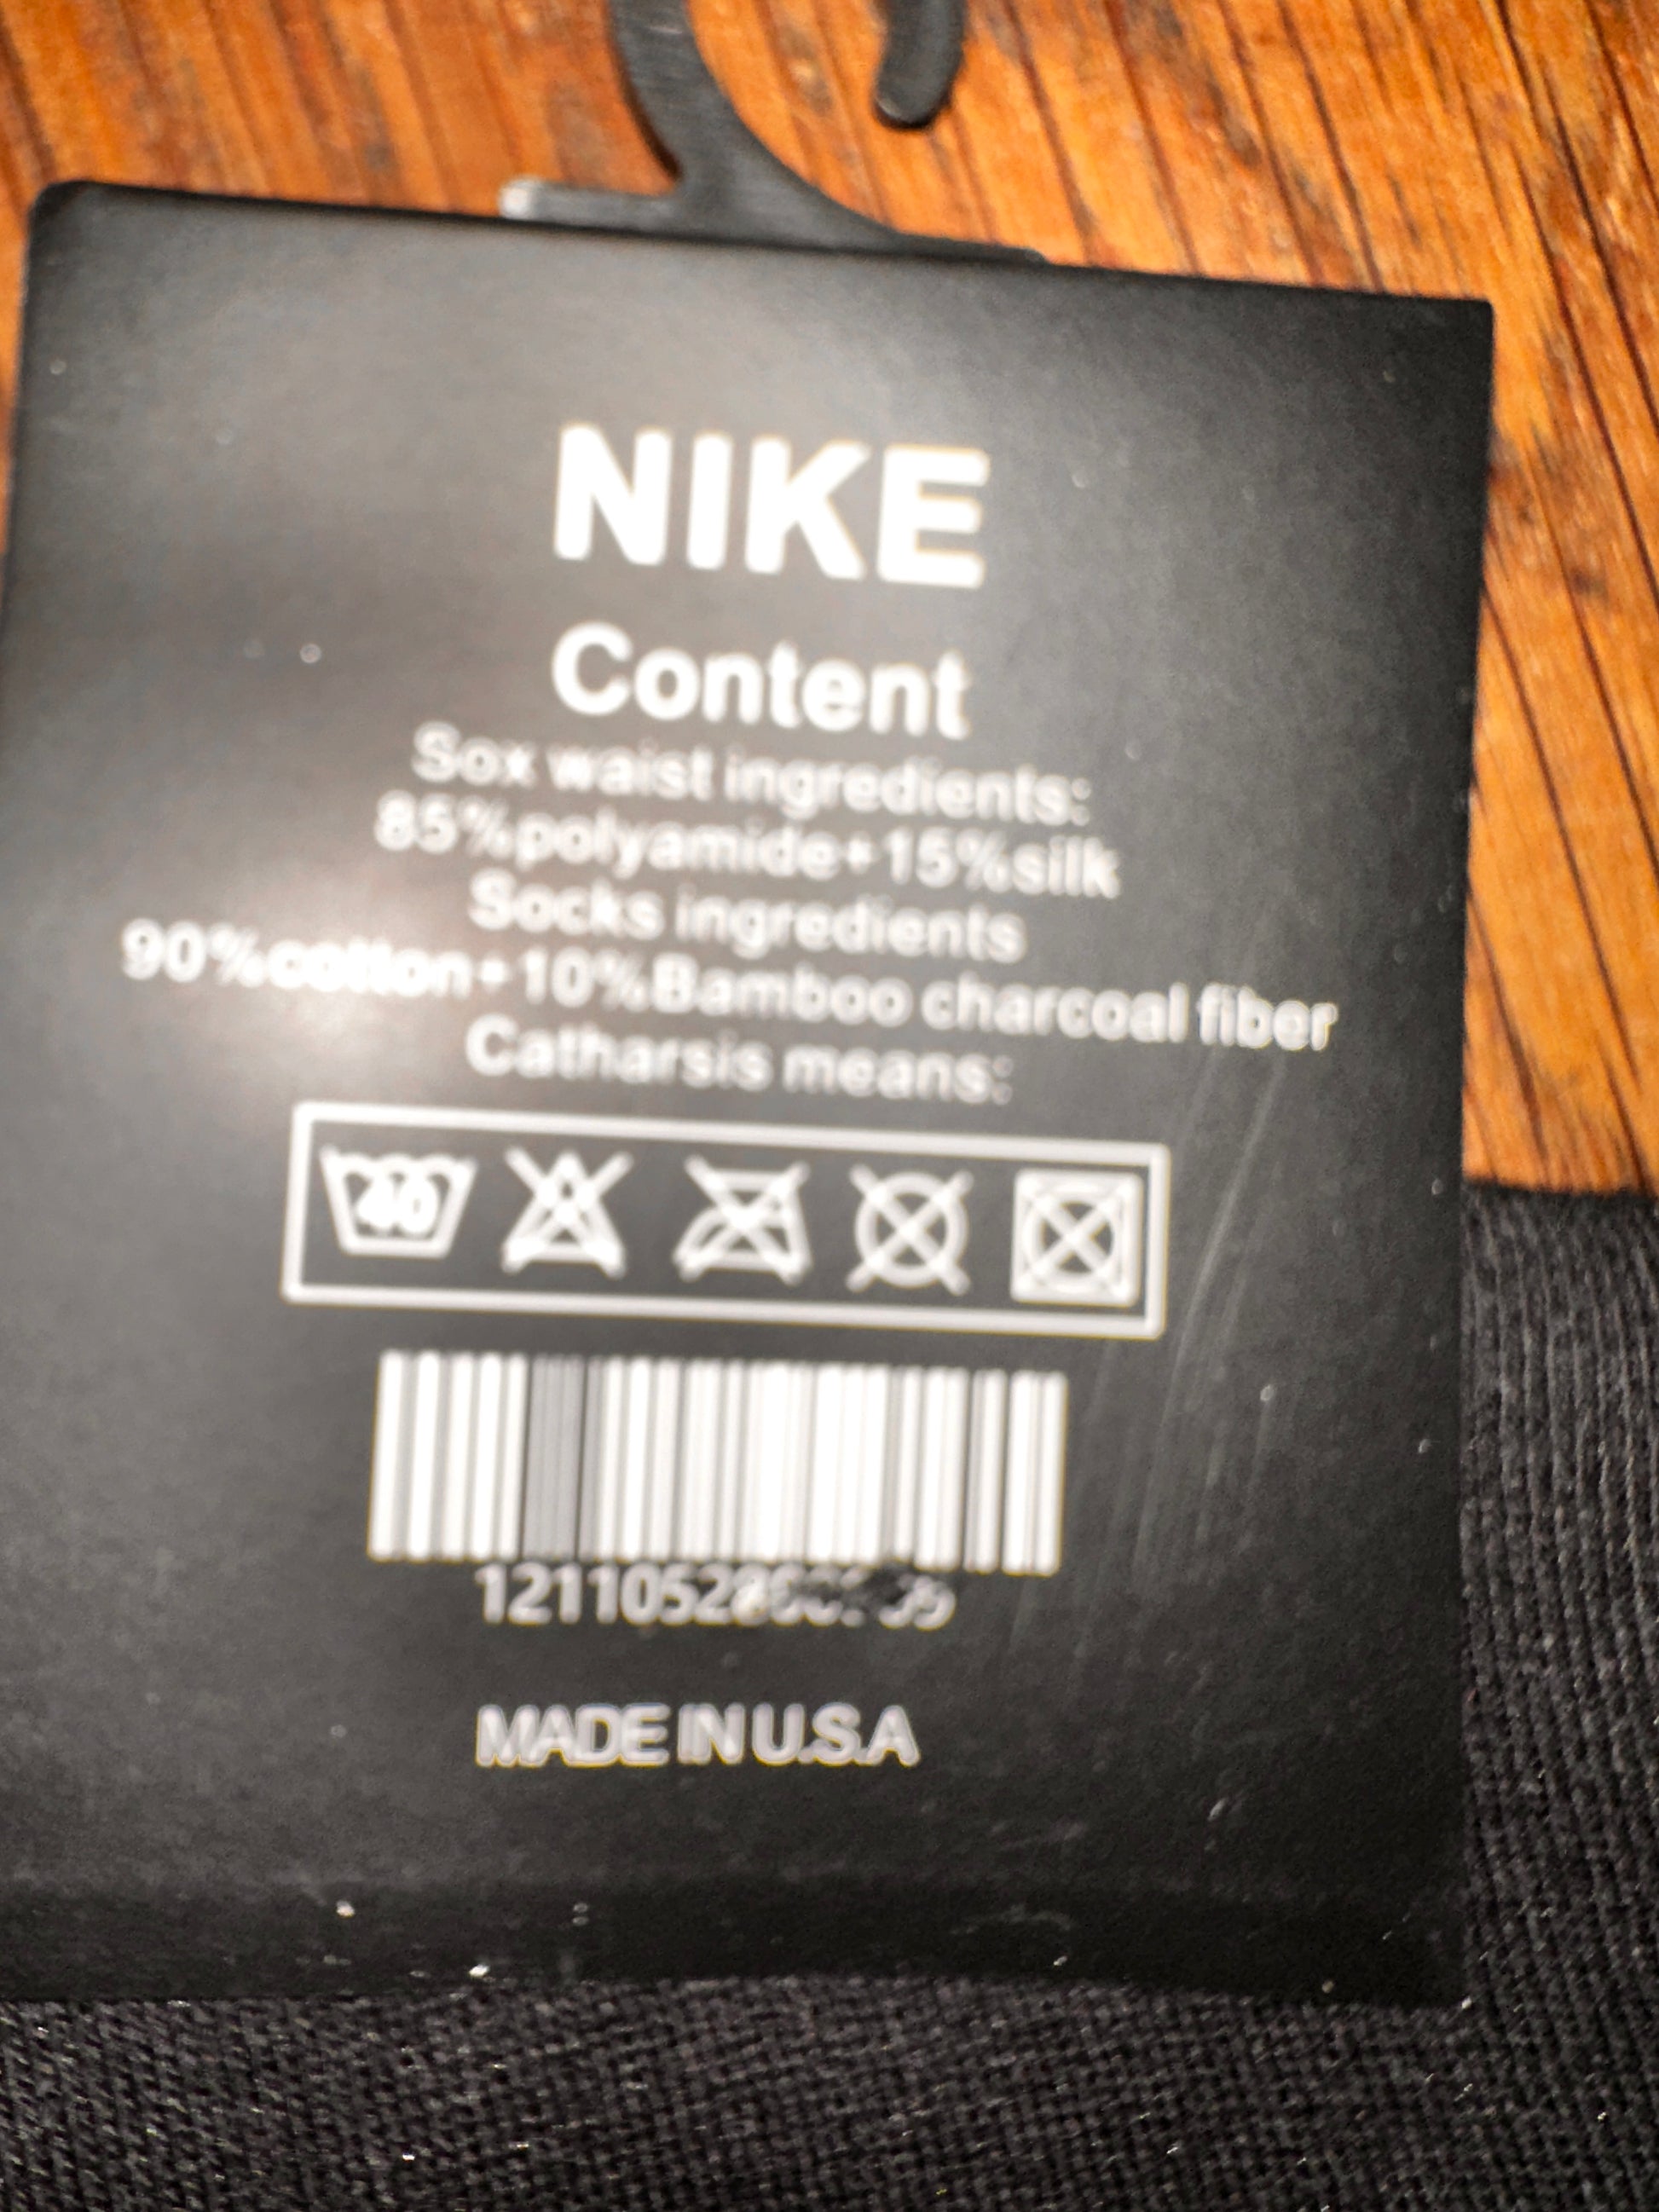 NIKE
Content
Sox waist ingredients:
85%polyamide+15%silk
Socks ingredients
90%cotton+10%Bamboo charcoal fiber
Catharsis means:
40
MADE IN U.S.A